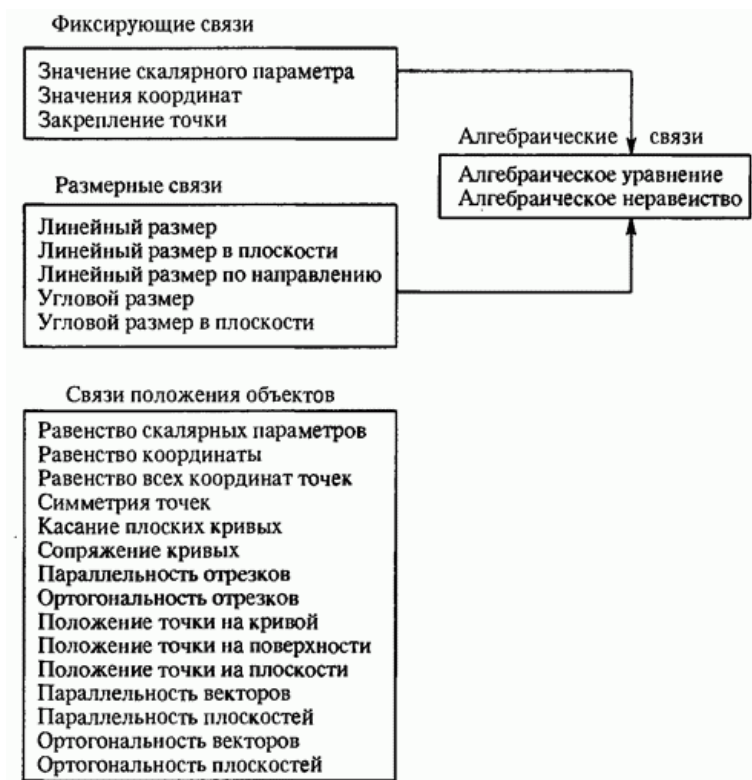 Фиксирующие связи
Значение скалярного параметра
Значения координат
Закрепление точки
Алгебраические связи
Алгебраическое уравнение
Алгебраическое неравеиство
Размерные связи
Линейный размер
Линейный размер в плоскости
Линейный размер по направлению
Угловой размер
Угловой размер в плоскости
Связи положения объектов
Равенство скалярных параметров
Равенство координаты
Равенство всех координат точек
Симметрия точек
Касание плоских кривых
Сопряжение кривых
Параллельность отрезков
Ортогональность отрезков
Положение точки на кривой
Положение точки на поверхности
Положение точки иа плоскости
Параллельность векторов
Параллельность плоскостей
Ортогональность векторов
Ортогональность плоскостей